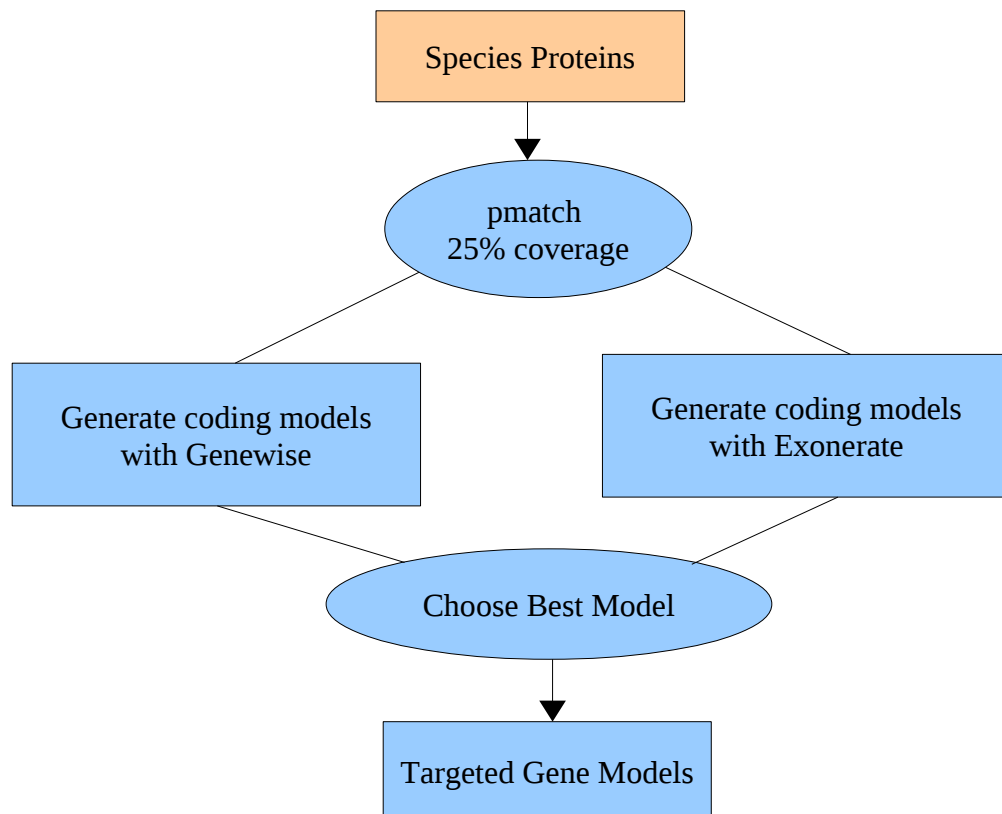 Species Proteins
pmatch
25% coverage
Generate coding models
with Genewise
Generate coding models
with Exonerate
Choose Best Model
Targeted Gene Models